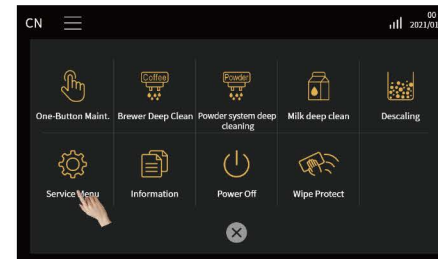 CN
00
2021/01
Coffee
Powder
One-Button Maint.
Brewer Deep Clean
Powder system deep
cleaning
Milk deep clean
Descaling
Service Menu
Information
Power Off
Wipe Protect